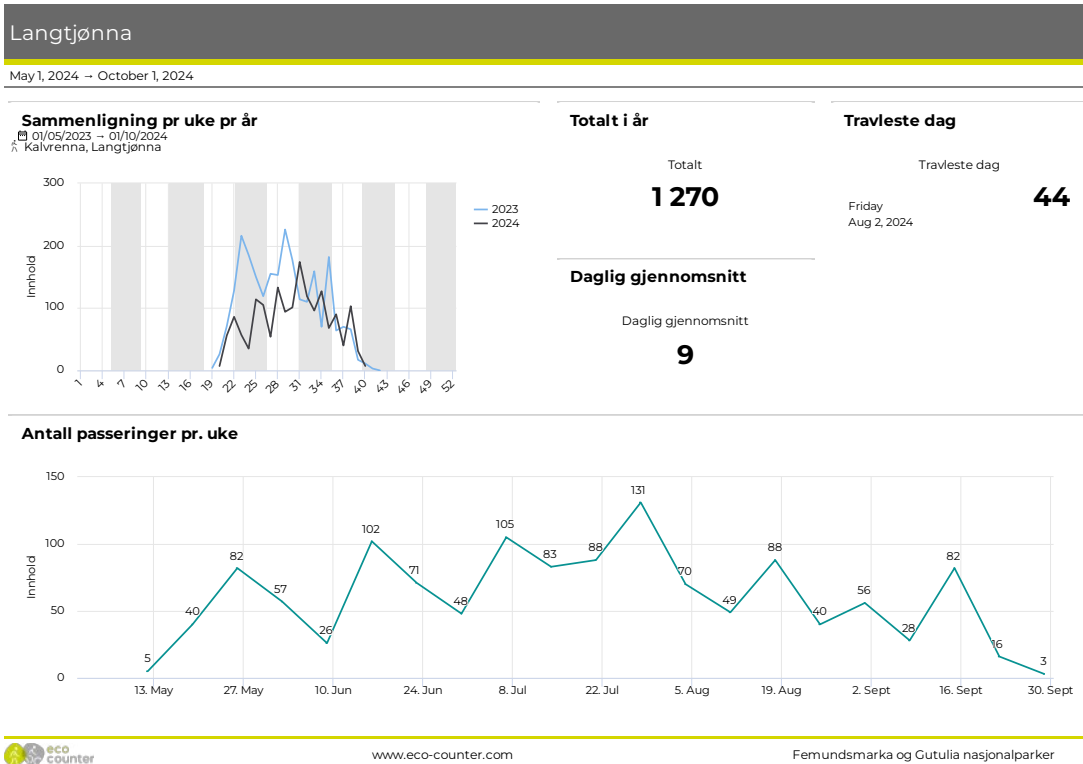 Langtjønna
May 1, 2024 → October 1, 2024
Sammenligning pr uke pr år
01/05/2023 → 01/10/2024
Kalvrenna, Langtjønna
300
200
100
0
Innhold
1 4 7 10 13 16 19 22 25 28 31 34 37 40 43 46 49 52
2023
2024
Totalt i år
Totalt
1 270
Daglig gjennomsnitt
Daglig gjennomsnitt
9
Travleste dag
Travleste dag
44
Friday
Aug 2, 2024
Antall passeringer pr. uke
150
100
50
0
Innhold
5 40 82 57 26 102 71 48 105 83 88 131 70 49 88 40 56 28 82 16 3
13. May 27. May 10. Jun 24. Jun 8. Jul 22. Jul 5. Aug 19. Aug 2. Sept 16. Sept 30. Sept
eco
counter
www.eco-counter.com
Femundsmarka og Gutulia nasjonalparker